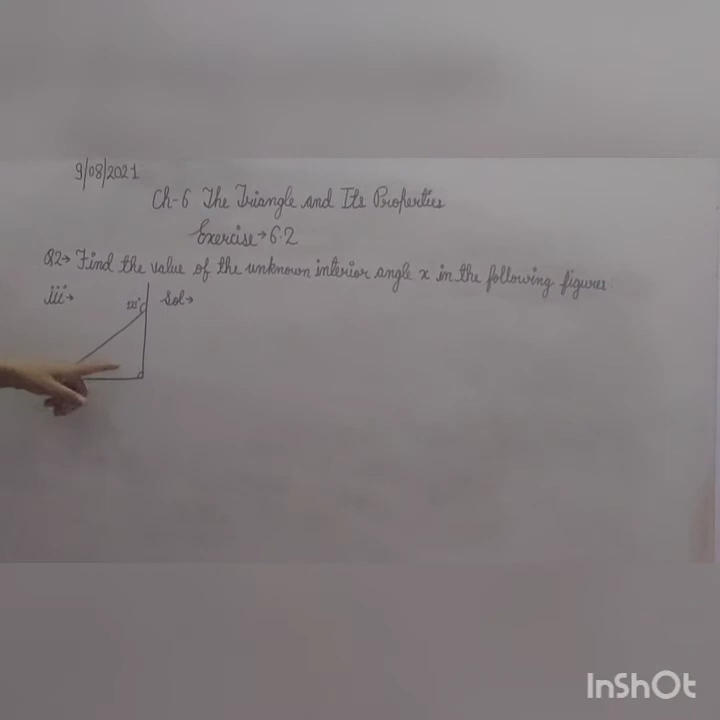 9/08/2021
Ch-6 The Triangle and Its Properties
Exercise→6.2
Q2→ Find the value of the unknown interior angle x in the following figures
iii→ Sol→
InShOt